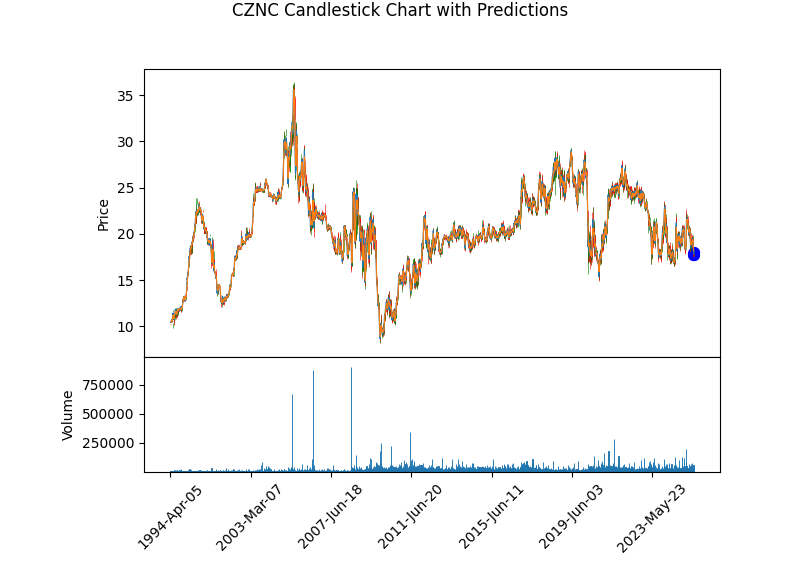 CZNC Candlestick Chart with Predictions
Price
35
30
25
20
15
10
Volume
750000
500000
250000
1994-Apr-05
2003-Mar-07
2007-Jun-18
2011-Jun-20
2015-Jun-11
2019-Jun-03
2023-May-23